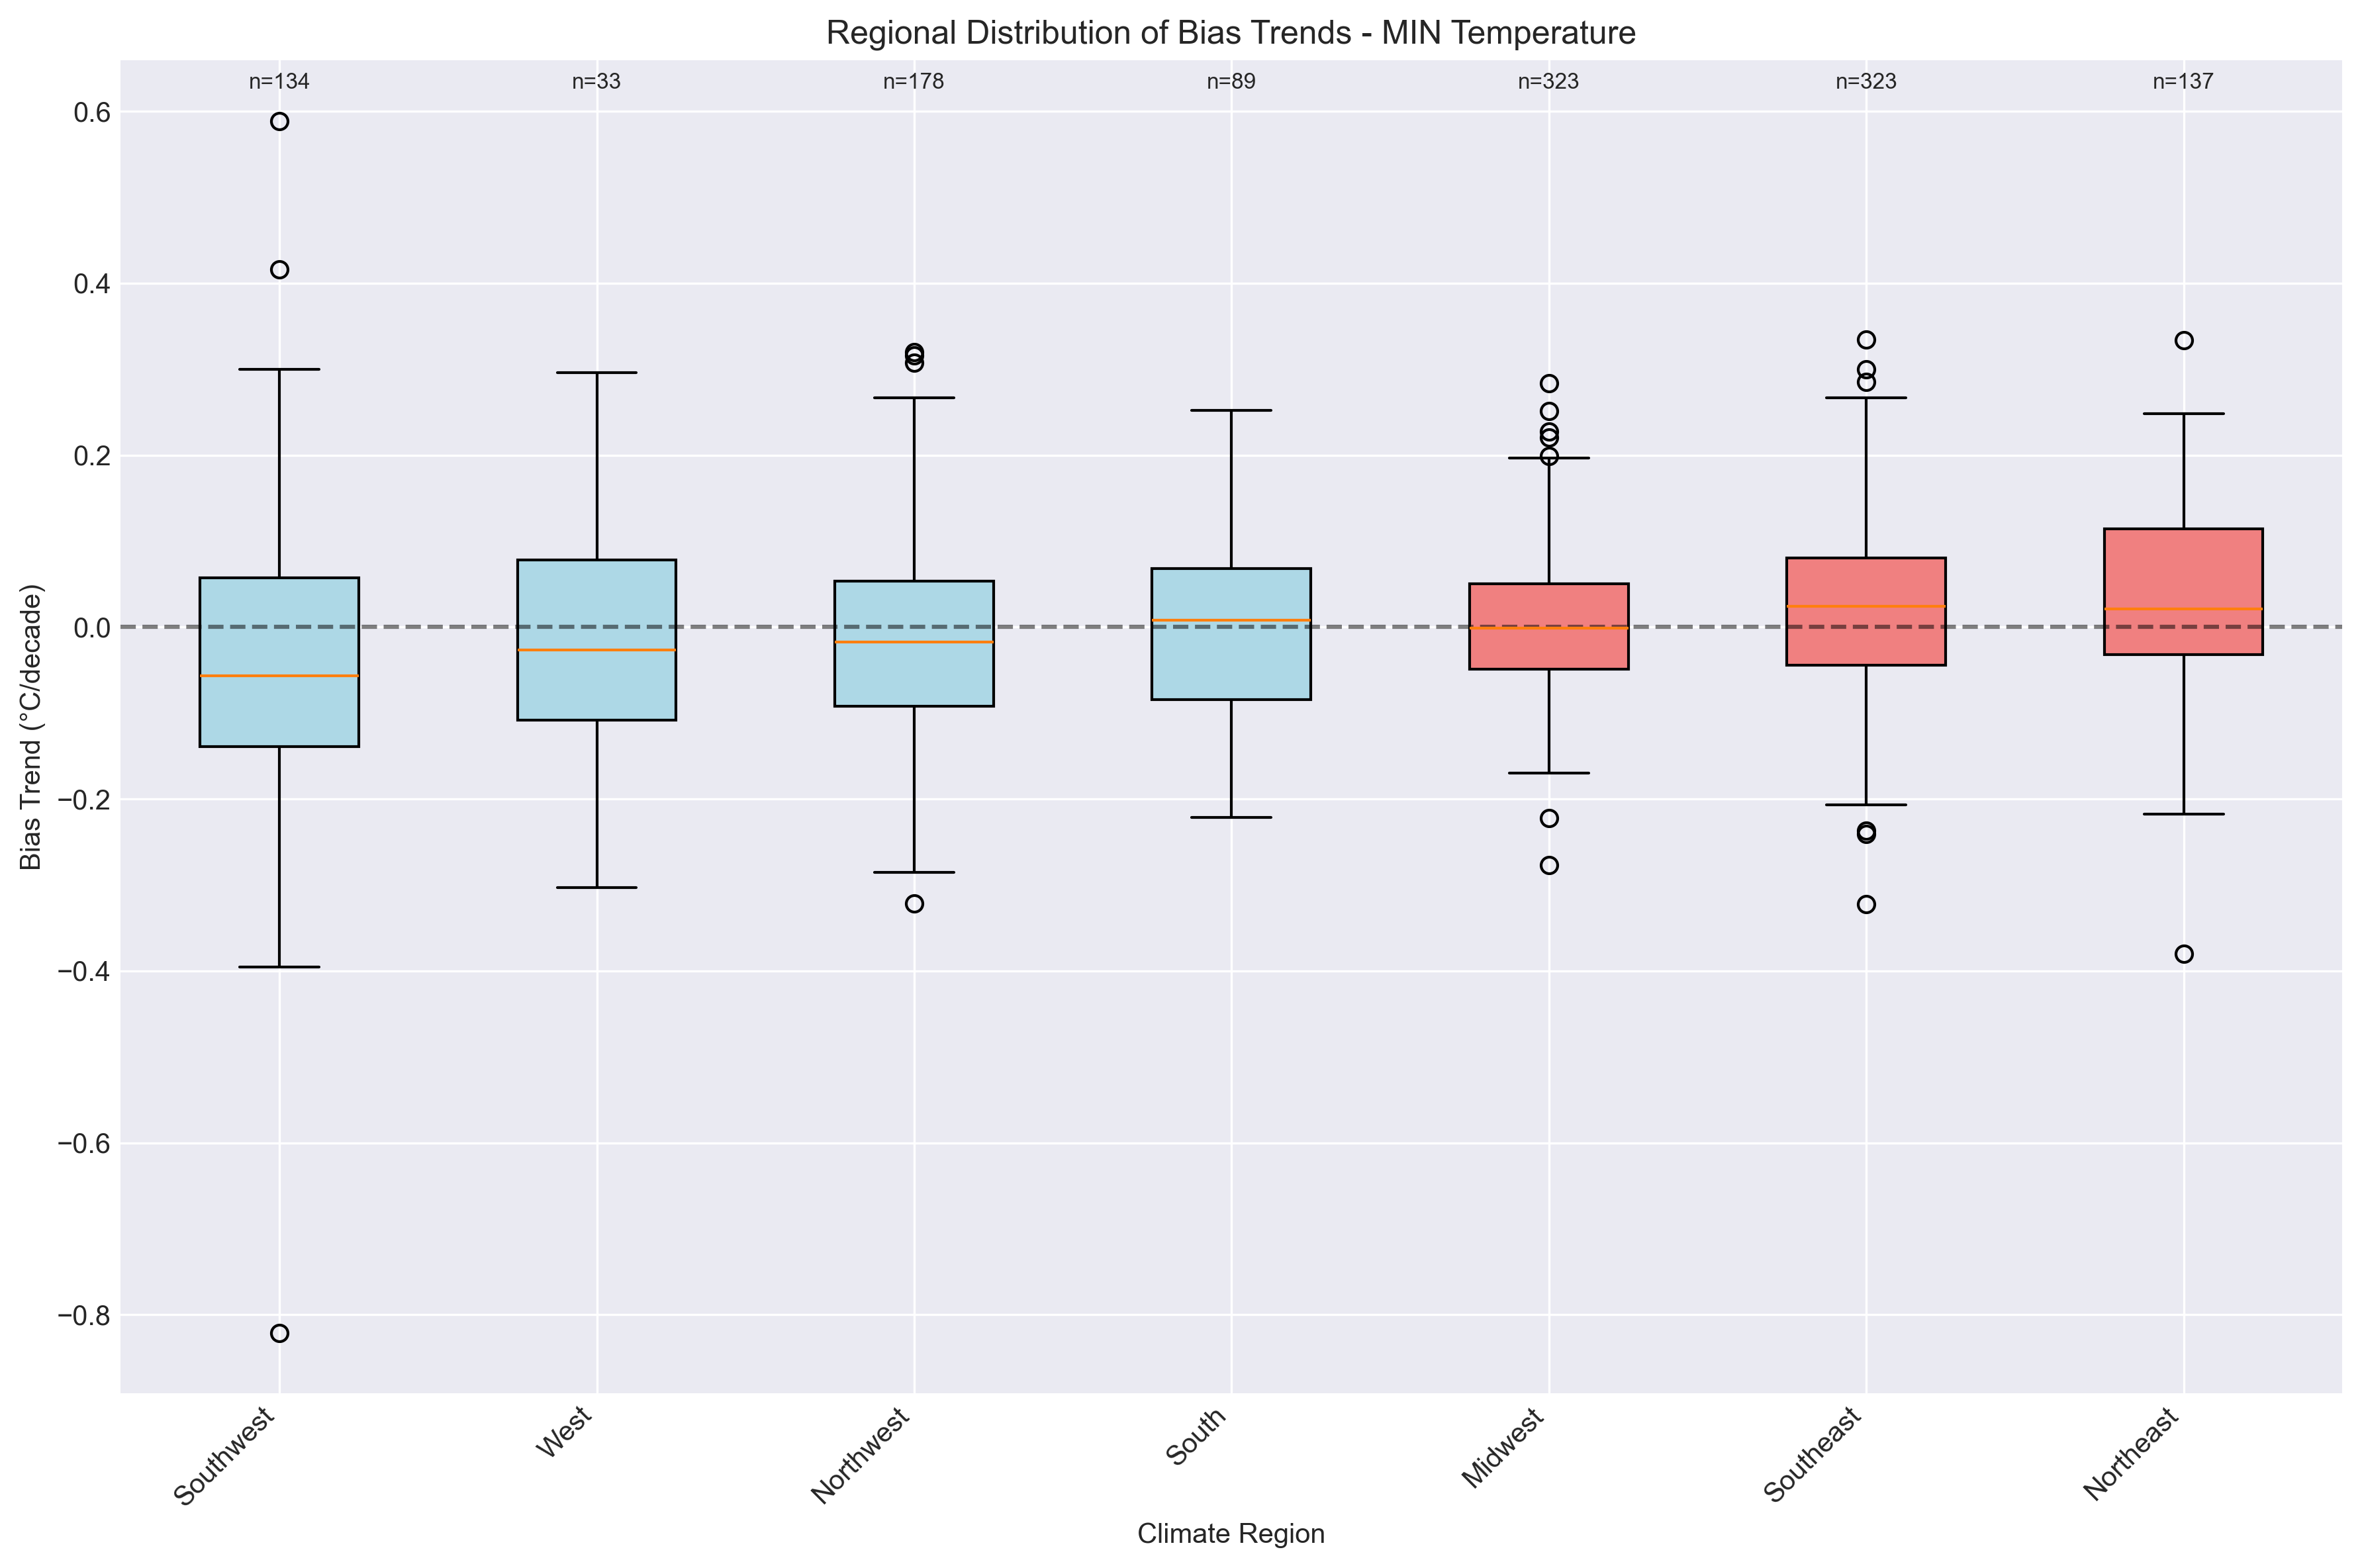 Regional Distribution of Bias Trends - MIN Temperature
n=134 n=33 n=178 n=89 n=323 n=323 n=137
0.6
0.4
0.2
0.0
−0.2
−0.4
−0.6
−0.8
Bias Trend (°C/decade)
Southwest West Northwest South Midwest Southeast Northeast
Climate Region